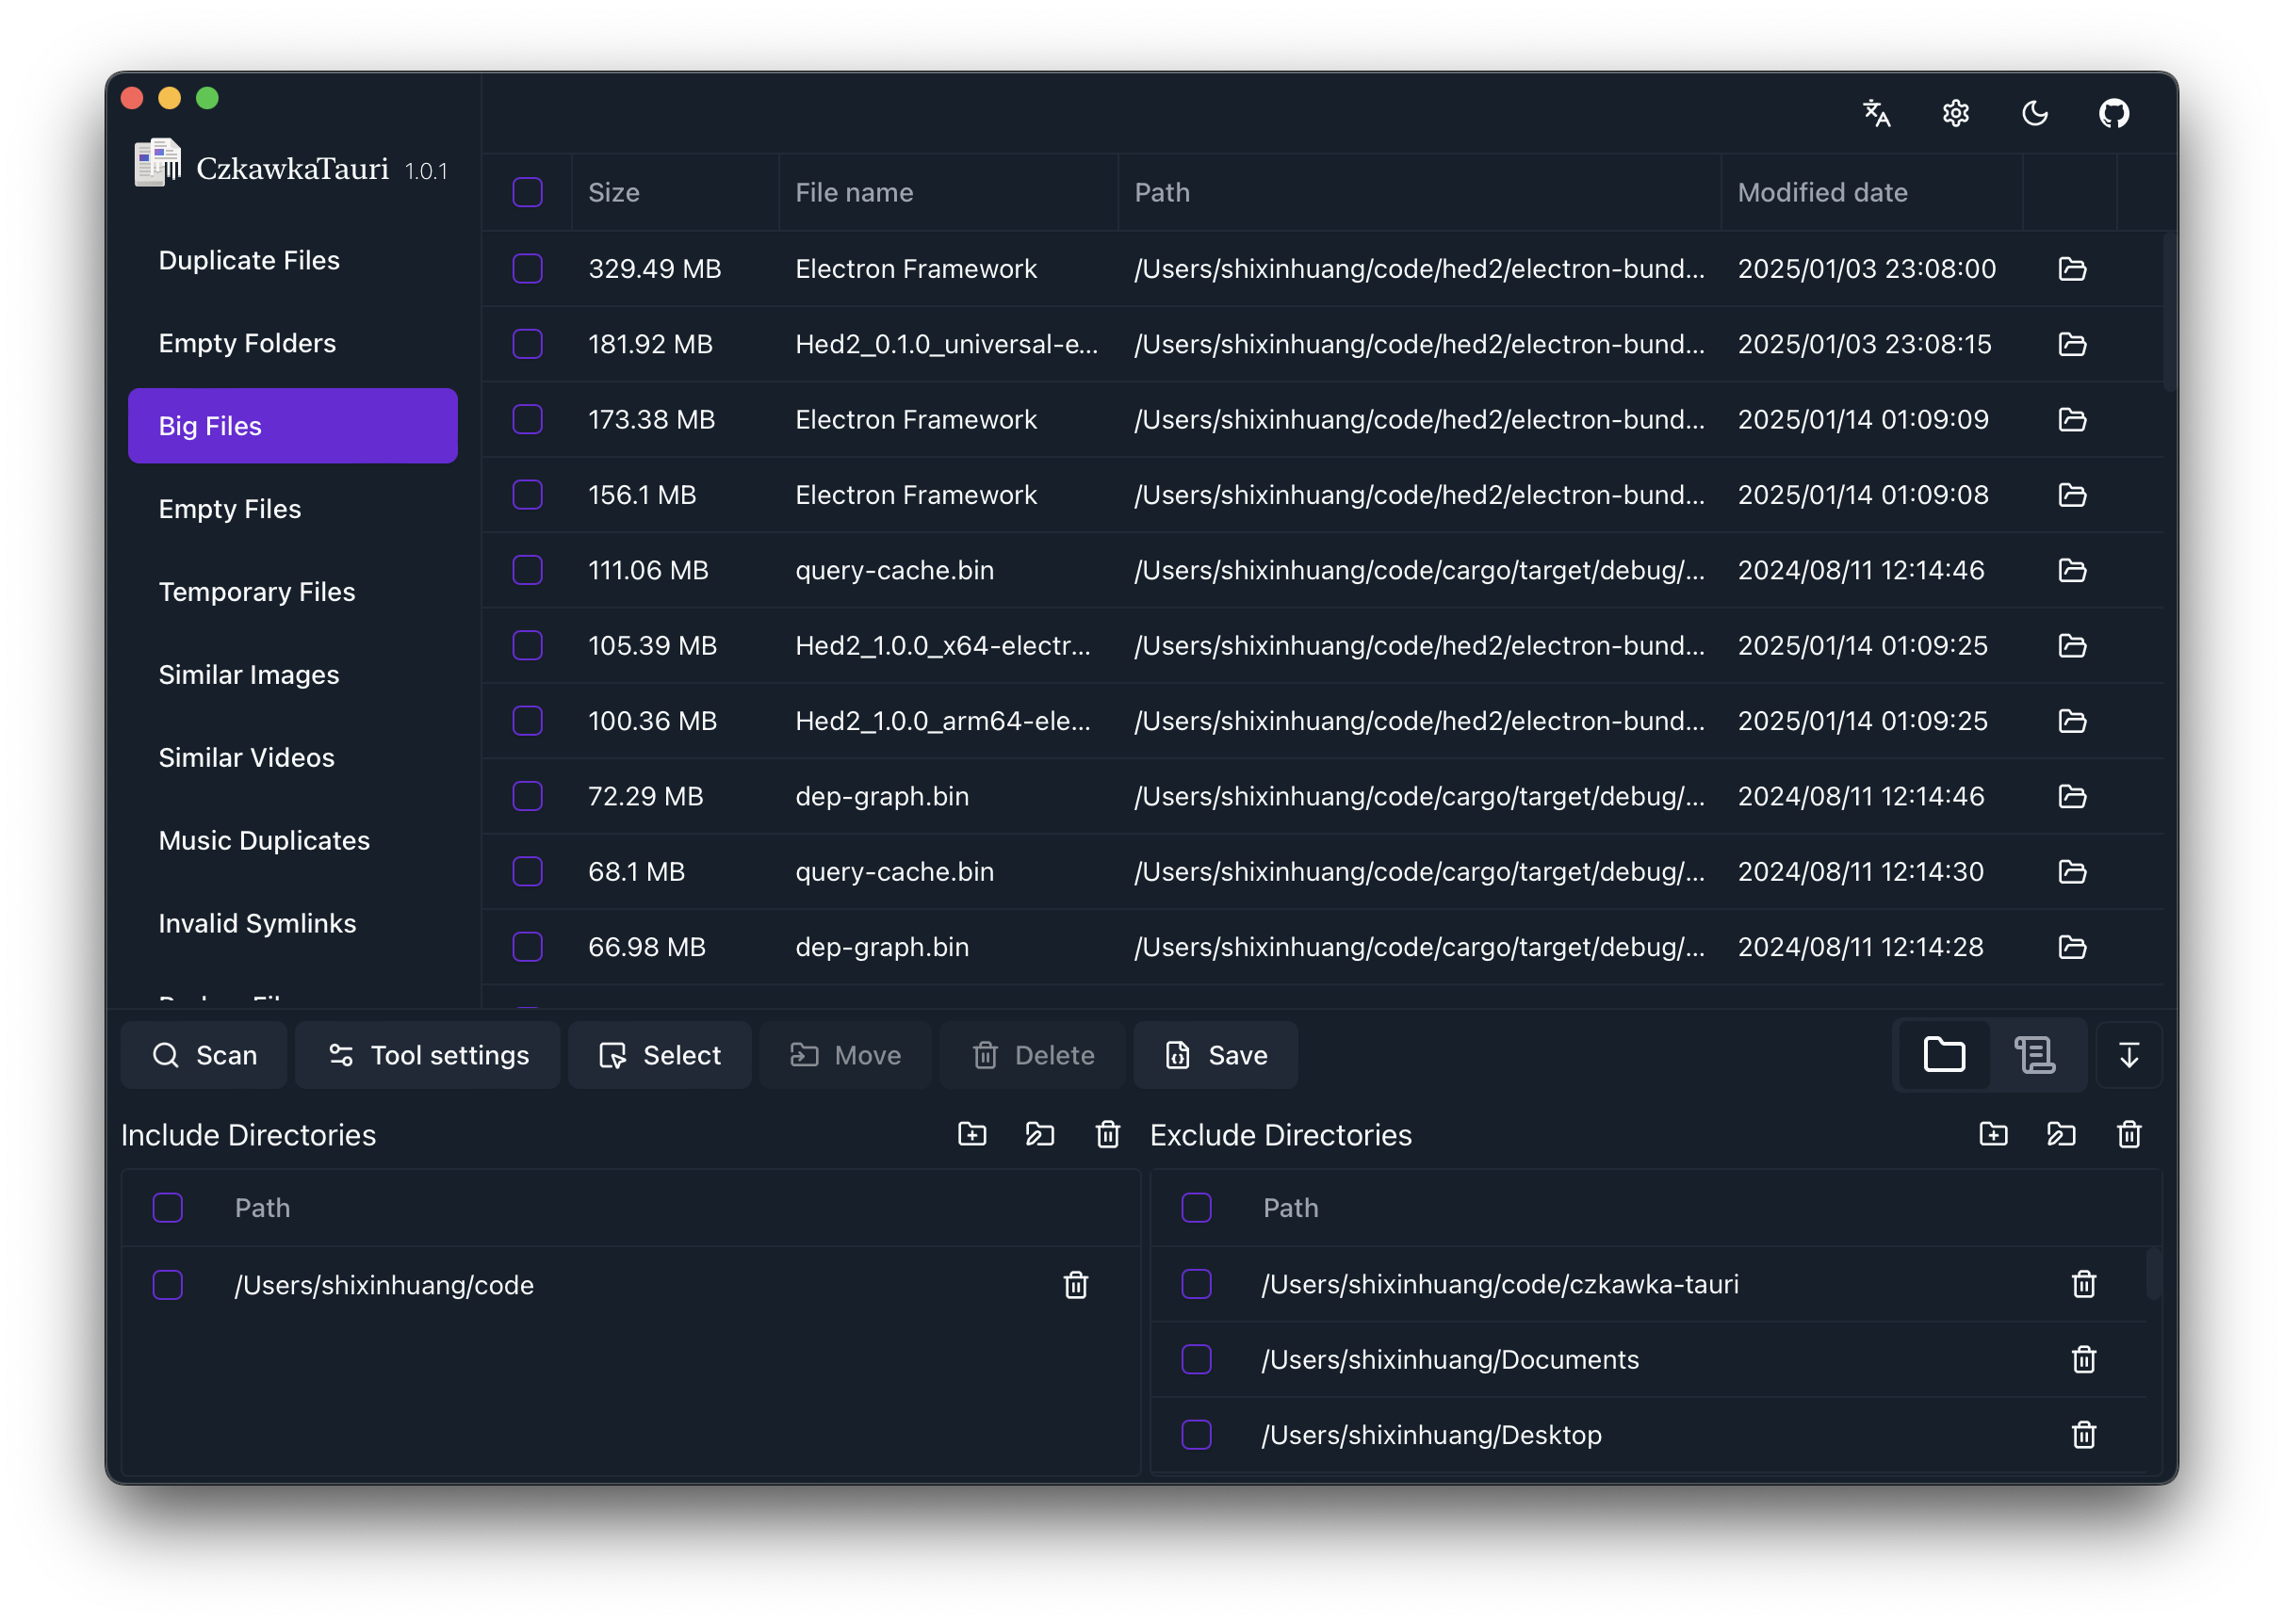 CzkawkaTauri 1.0.1
Duplicate Files
Empty Folders
Big Files
Empty Files
Temporary Files
Similar Images
Similar Videos
Music Duplicates
Invalid Symlinks
Size File name Path Modified date
329.49 MB Electron Framework /Users/shixinhuang/code/hed2/electron-bund... 2025/01/03 23:08:00
181.92 MB Hed2_0.1.0_universal-e... /Users/shixinhuang/code/hed2/electron-bund... 2025/01/03 23:08:15
173.38 MB Electron Framework /Users/shixinhuang/code/hed2/electron-bund... 2025/01/14 01:09:09
156.1 MB Electron Framework /Users/shixinhuang/code/hed2/electron-bund... 2025/01/14 01:09:08
111.06 MB query-cache.bin /Users/shixinhuang/code/cargo/target/debug/... 2024/08/11 12:14:46
105.39 MB Hed2_1.0.0_x64-electr... /Users/shixinhuang/code/hed2/electron-bund... 2025/01/14 01:09:25
100.36 MB Hed2_1.0.0_arm64-ele... /Users/shixinhuang/code/hed2/electron-bund... 2025/01/14 01:09:25
72.29 MB dep-graph.bin /Users/shixinhuang/code/cargo/target/debug/... 2024/08/11 12:14:46
68.1 MB query-cache.bin /Users/shixinhuang/code/cargo/target/debug/... 2024/08/11 12:14:30
66.98 MB dep-graph.bin /Users/shixinhuang/code/cargo/target/debug/... 2024/08/11 12:14:28
Scan Tool settings Select Move Delete Save
Include Directories
Path
/Users/shixinhuang/code
Exclude Directories
Path
/Users/shixinhuang/code/czkawka-tauri
/Users/shixinhuang/Documents
/Users/shixinhuang/Desktop